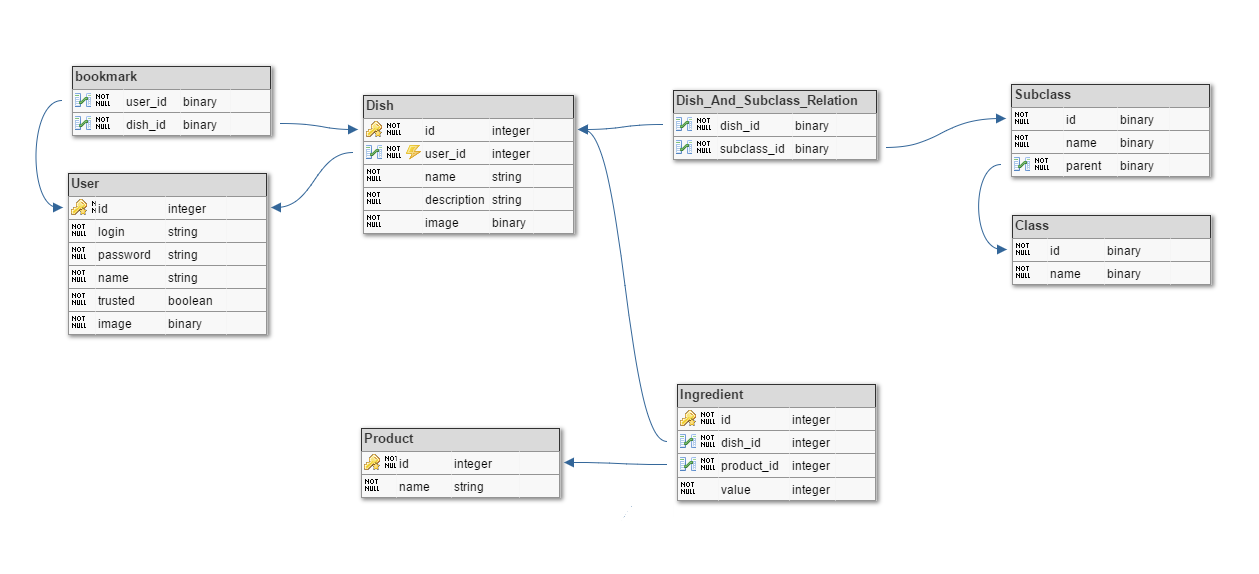 bookmark
NOT NULL user_id binary
NOT NULL dish_id binary
User
N N id integer
NOT NULL login string
NOT NULL password string
NOT NULL name string
NOT NULL trusted boolean
NOT NULL image binary
Dish
NOT NULL id integer
NOT NULL user_id integer
NOT NULL name string
NOT NULL description string
NOT NULL image binary
Dish_And_Subclass_Relation
NOT NULL dish_id binary
NOT NULL subclass_id binary
Subclass
NOT NULL id binary
NOT NULL name binary
NOT NULL parent binary
Class
NOT NULL id binary
NOT NULL name binary
Product
NOT NUL id integer
NOT NULL name string
Ingredient
NOT NULL id integer
NOT NULL dish_id integer
NOT NULL product_id integer
NOT NULL value integer